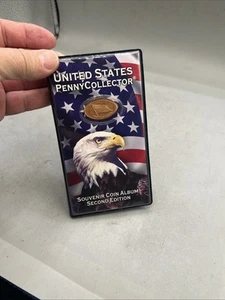 UNITED STATES
PENNYCOLLECTOR
SOUVENIR COIN ALBUM
SECOND EDITION